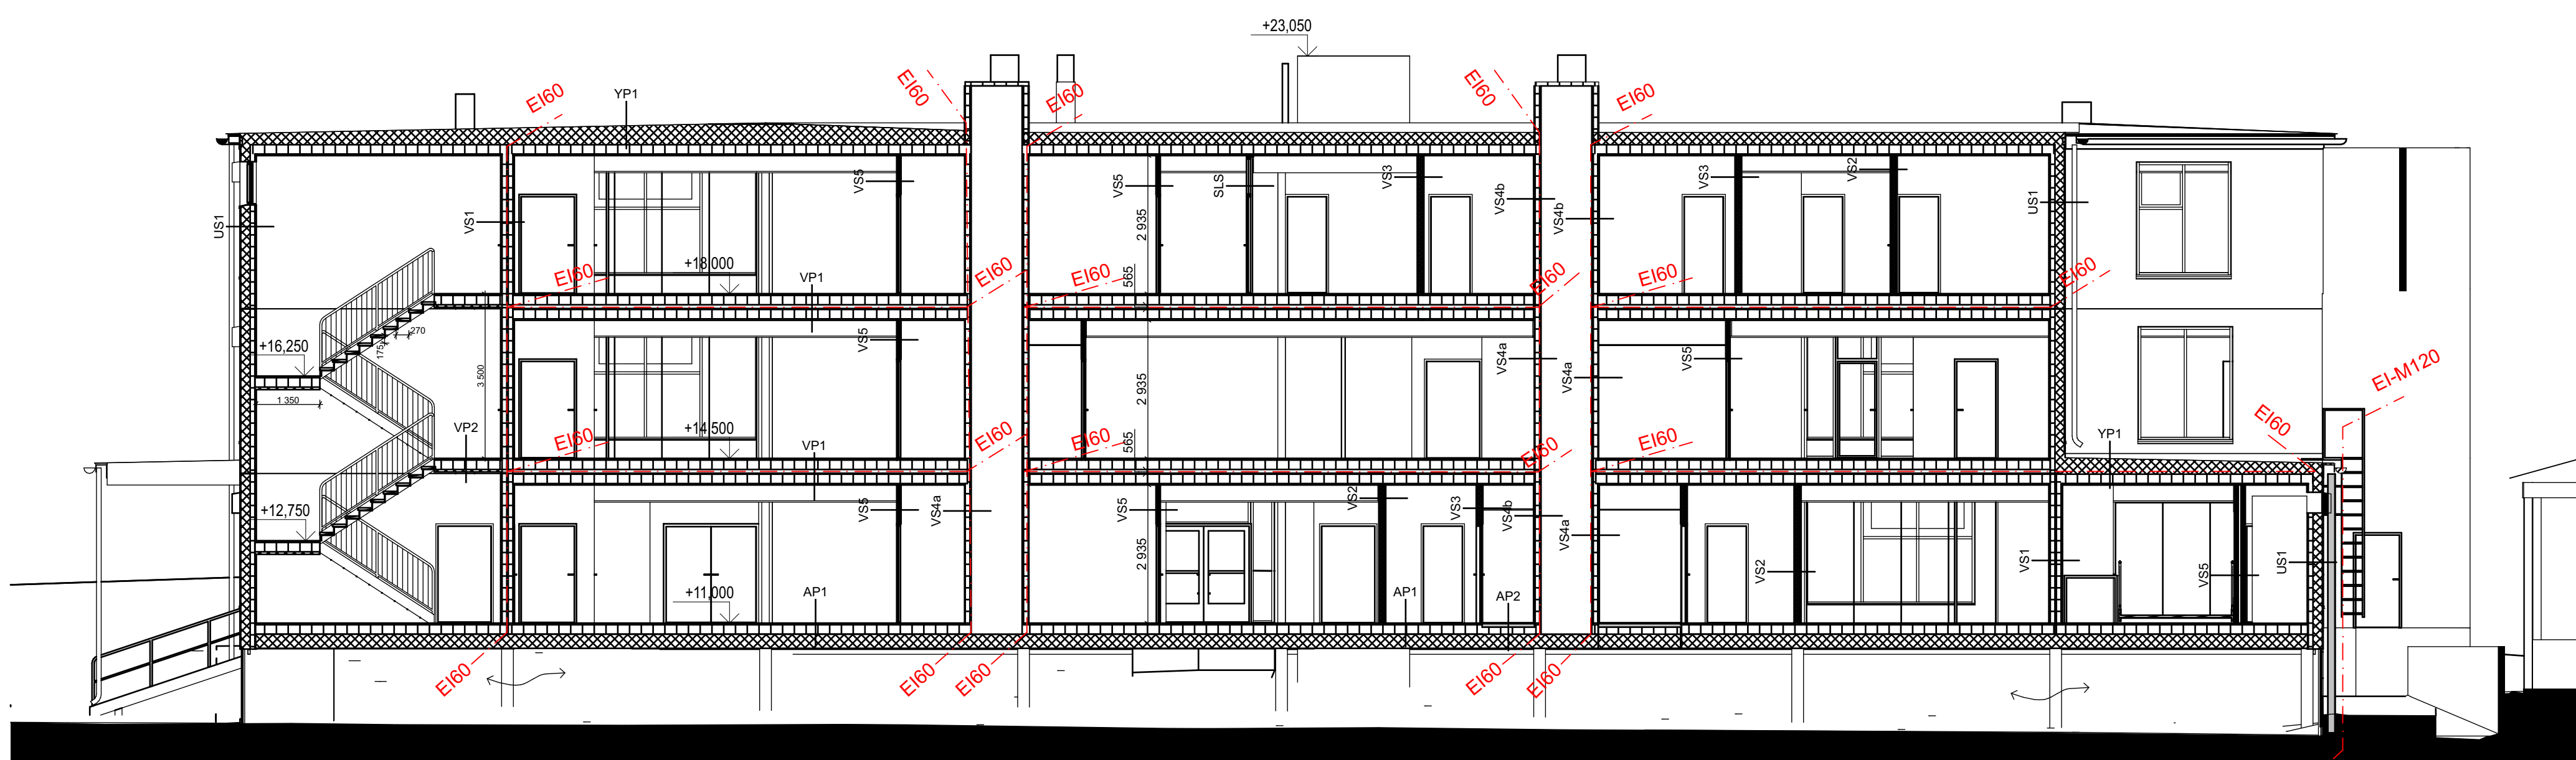 +23,050
EI60
YP1
EI60
EI60
EI60
EI60
VS5
VS5
SLS
VS3
VS4b
VS4b
VS3
VS2
US1
US1
VS1
2 935
+18,000
VP1
EI60
EI60
565
EI60
EI60
EI60
EI60
270
175
+16,250
1 350
3 500
VS5
2 935
VS4a
VS4a
VS5
EI-M120
VP2
+14,500
VP1
EI60
EI60
565
EI60
EI60
EI60
EI60
YP1
+12,750
VS5
VS4a
VS5
2 935
VS2
VS3
VS4b
VS4a
VS2
VS1
VS5
US1
+11,000
AP1
AP1
AP2
EI60
EI60
EI60
EI60
EI60